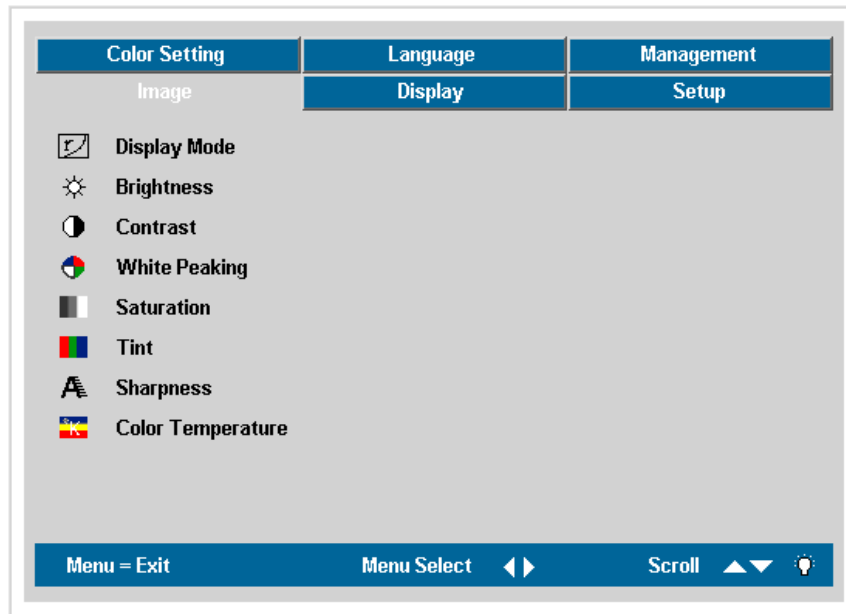 Color Setting Language Management
Image Display Setup
Display Mode
Brightness
Contrast
White Peaking
Saturation
Tint
Sharpness
Color Temperature
Menu = Exit Menu Select Scroll